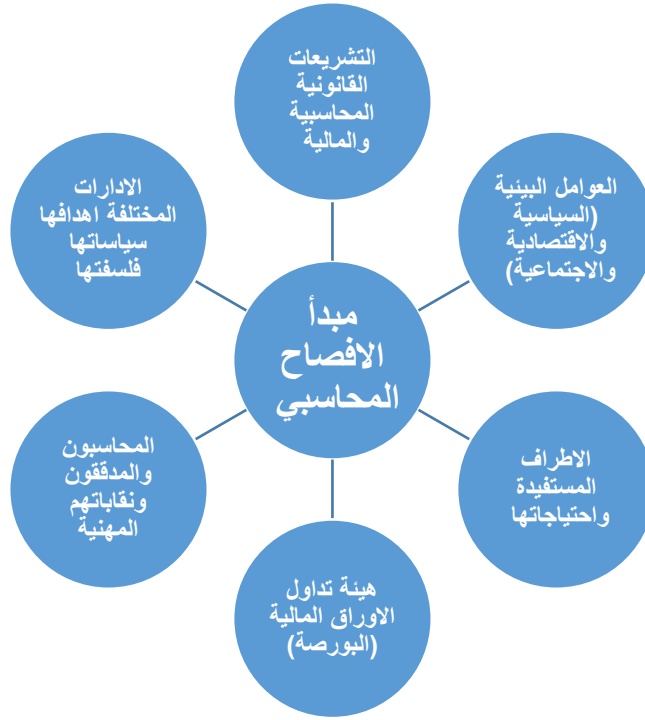 التشريعات
القانونية
المحاسبية
والمالية
العوامل البيئية
(السياسية
والاقتصادية
والاجتماعية)
الاطراف
المستفيدة
واحتياجاتها
هيئة تداول
الاوراق المالية
(البورصة)
المحاسبون
والمدققون
ونقاباتهم
المهنية
الادارات
المختلفة اهدافها
سياساتها
فلسفتها
مبدأ
الافصاح
المحاسبي